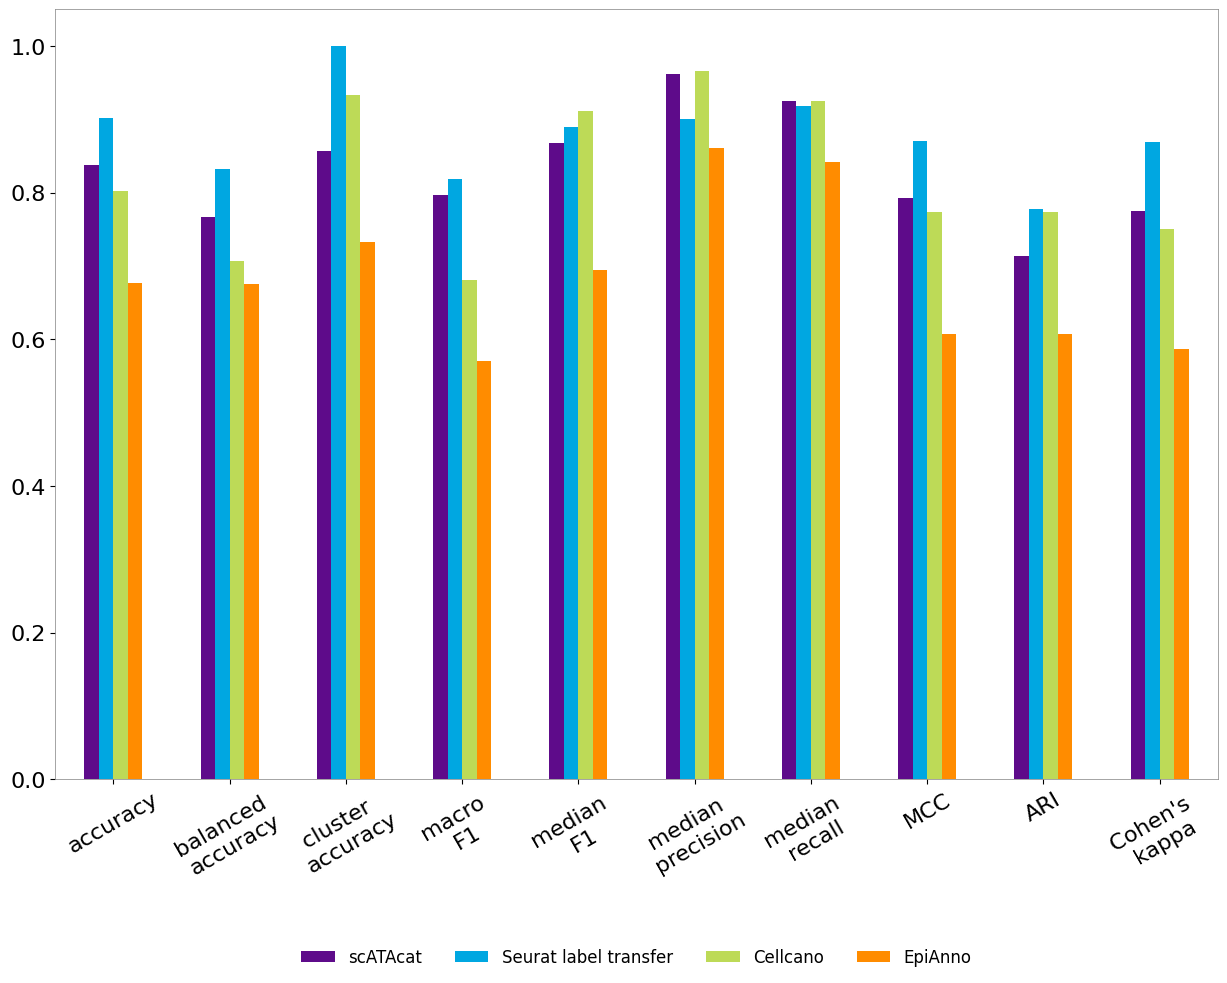 1.0
0.8
0.6
0.4
0.2
0.0
accuracy
balanced
accuracy
cluster
accuracy
macro
F1
median
F1
median
precision
median
recall
MCC
ARI
Cohen's
kappa
scATAcat
Seurat label transfer
Cellcano
EpiAnno